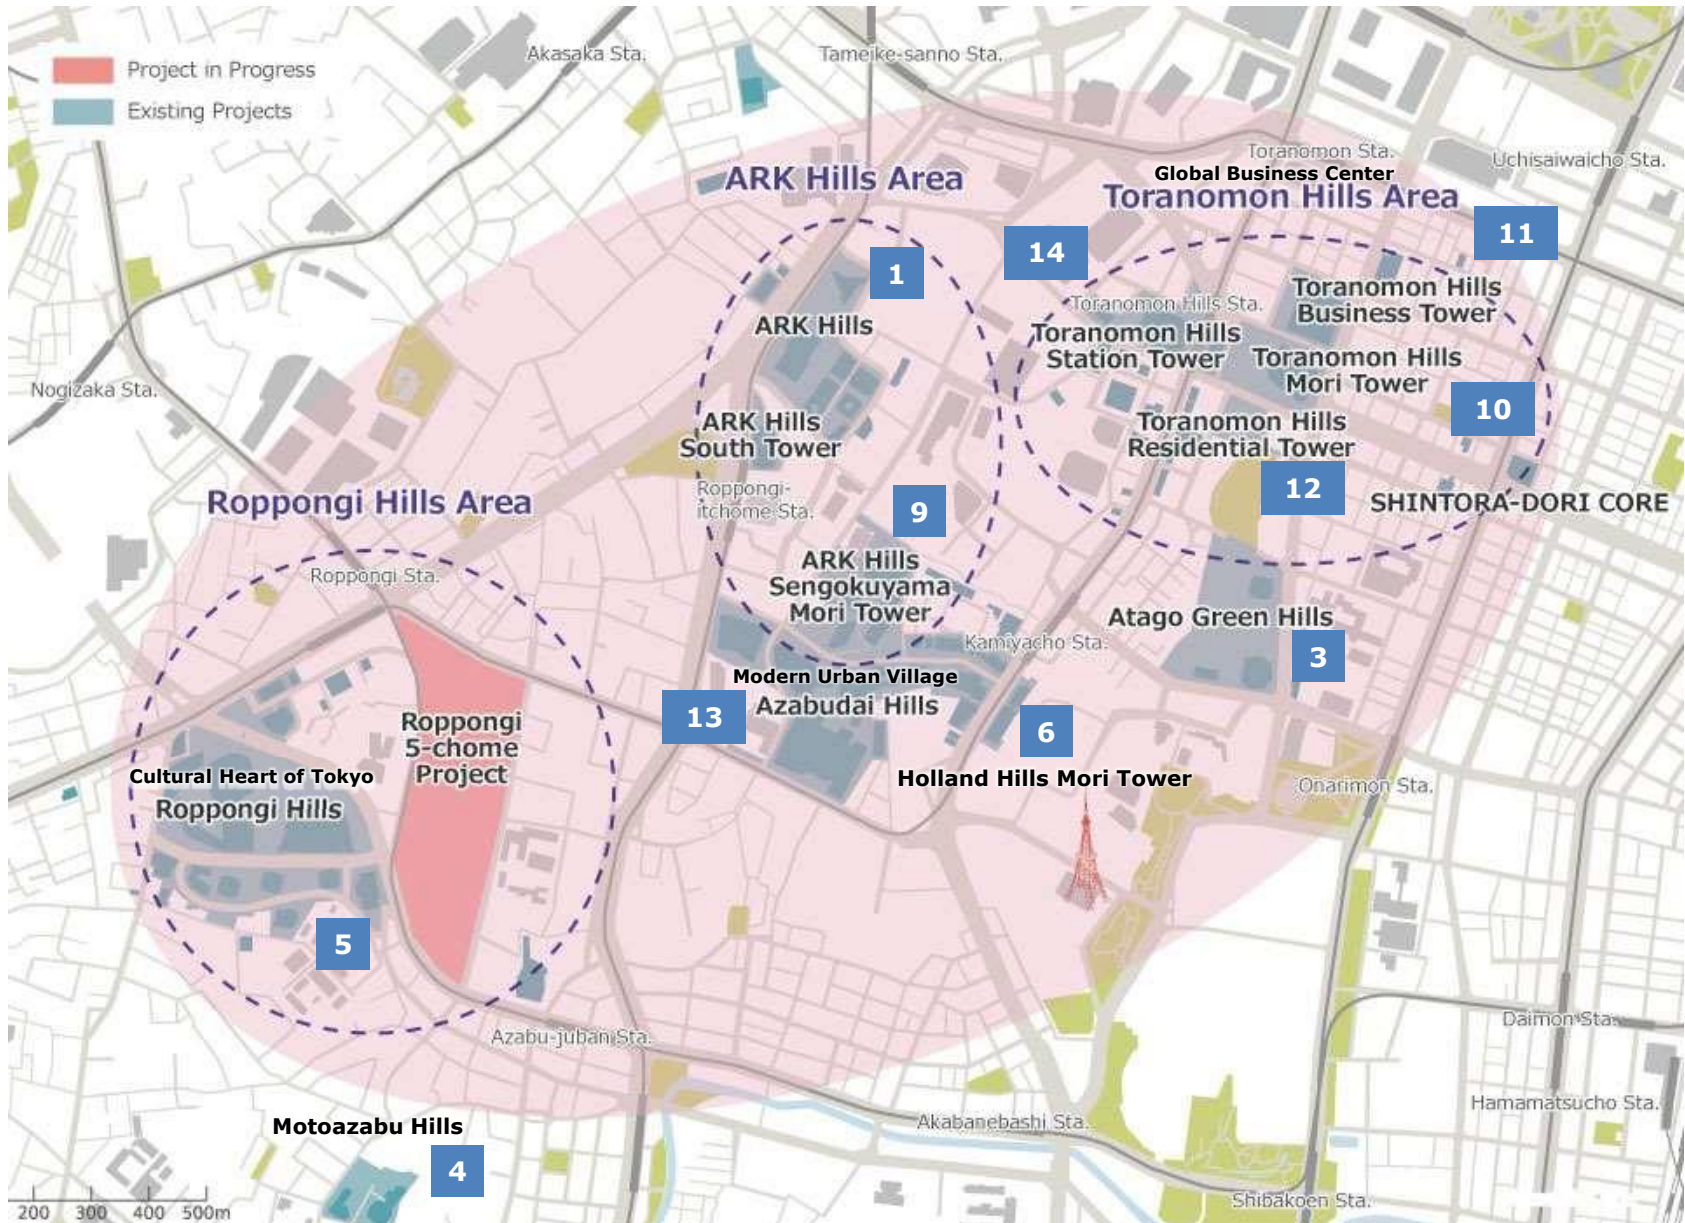 Project in Progress
Existing Projects
Akasaka Sta.
Tameike-sanno Sta.
Toranomon Sta.
Uchisaiwaicho Sta.
Global Business Center
ARK Hills Area
Toranomon Hills Area
11
14
1
Toranomon Hills
Business Tower
Toranomon Hills Sta.
ARK Hills
Toranomon Hills
Station Tower
Toranomon Hills
Mori Tower
Nogizaka Sta.
10
ARK Hills
South Tower
Toranomon Hills
Residential Tower
Roppongi-
itchome Sta.
12
SHINTORA-DORI CORE
Roppongi Hills Area
9
Roppongi Sta.
ARK Hills
Sengokuyama
Mori Tower
Atago Green Hills
Kamiyacho Sta.
3
Modern Urban Village
Azabudai Hills
13
6
Roppongi
5-chome
Project
Cultural Heart of Tokyo
Roppongi Hills
Holland Hills Mori Tower
Onarimon Sta.
5
Azabu-juban Sta.
Daimon Sta.
Hamamatsucho Sta.
Akabanebashi Sta.
Motoazabu Hills
4
Shibakoen Sta.
200 300 400 500m